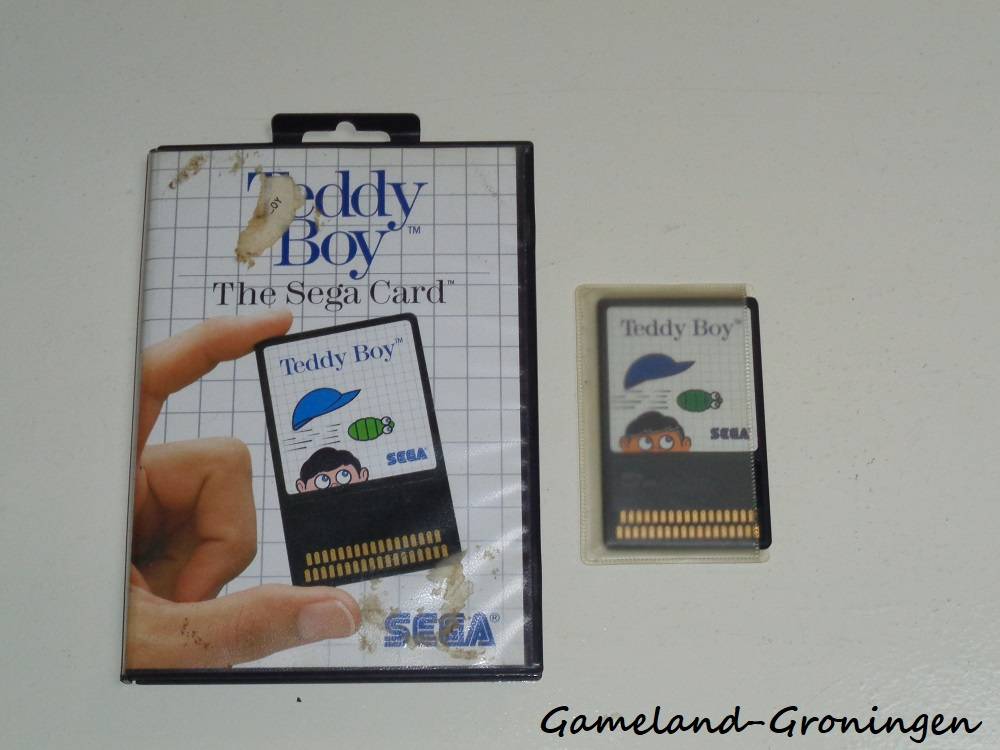 Teddy
Boy™
The Sega Card™
Teddy Boy™
SEGA
SEGA®
Teddy Boy™
SEGA
Gameland-Groningen